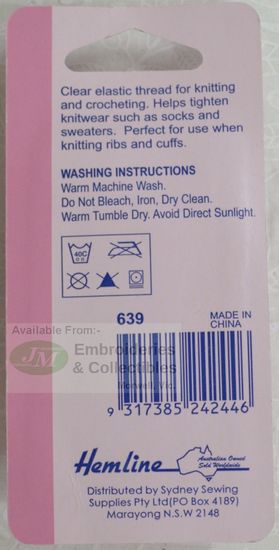 Clear elastic thread for knitting
and crocheting. Helps tighten
knitwear such as socks and
sweaters. Perfect for use when
knitting ribs and cuffs.
WASHING INSTRUCTIONS
Warm Machine Wash.
Do Not Bleach, Iron, Dry Clean.
Warm Tumble Dry. Avoid Direct Sunlight.
40C
639
MADE IN
CHINA
Available From:-
JM Embroideries
& Collectibles
Morwell, Vic.
9 317385 242446
Hemline
Australian Owned
Sold Worldwide
Distributed by Sydney Sewing
Supplies Pty Ltd(PO Box 4189)
Marayong N.S.W 2148